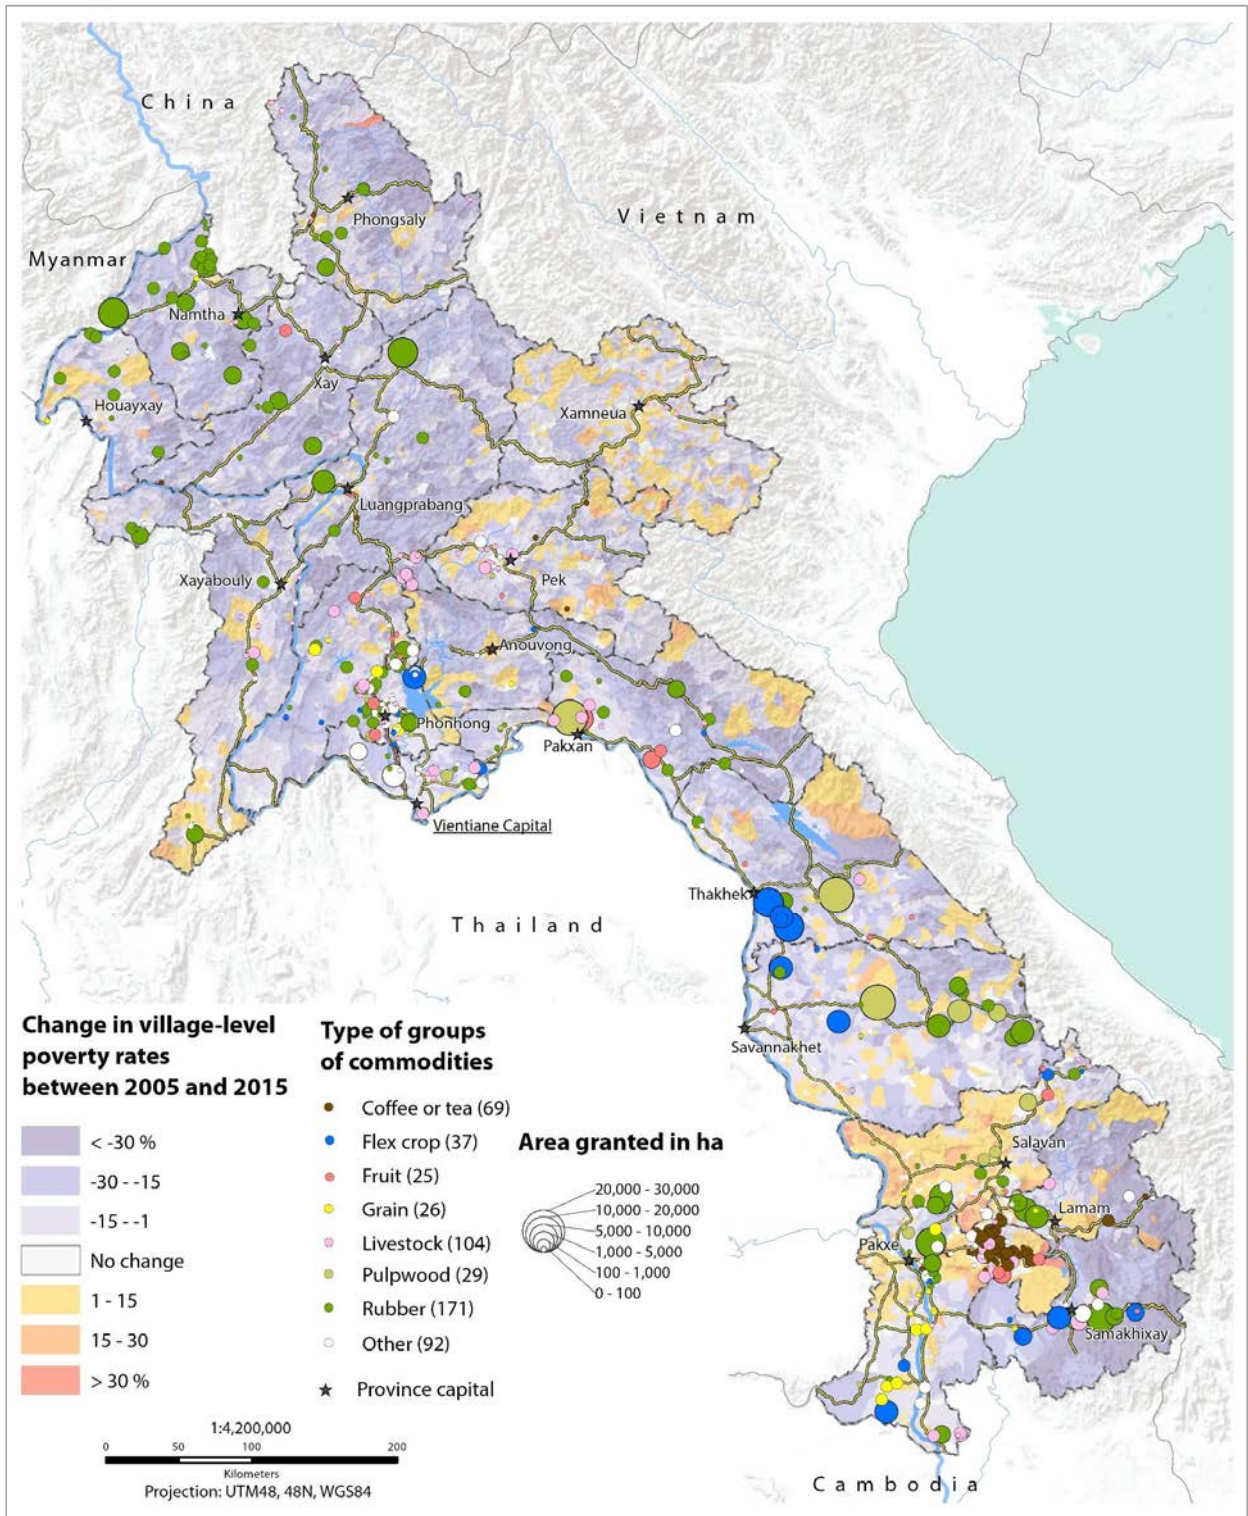 China
Vietnam
Phongsaly
Myanmar
Namtha
Xay
Houayxay
Xamneua
Luangprabang
Xayabouly
Pek
Anouvong
Phonhong
Pakxan
Vientiane Capital
Thakhek
Thailand
Savannakhet
Salavan
Lamam
Pakxe
Samakhixay
Cambodia
Change in village-level
poverty rates
between 2005 and 2015
< -30 %
-30 - -15
-15 - -1
No change
1 - 15
15 - 30
> 30 %
Type of groups
of commodities
Coffee or tea (69)
Flex crop (37)
Fruit (25)
Grain (26)
Livestock (104)
Pulpwood (29)
Rubber (171)
Other (92)
Province capital
Area granted in ha
20,000 - 30,000
10,000 - 20,000
5,000 - 10,000
1,000 - 5,000
100 - 1,000
0 - 100
1:4,200,000
0 50 100 200
Kilometers
Projection: UTM48, 48N, WGS84